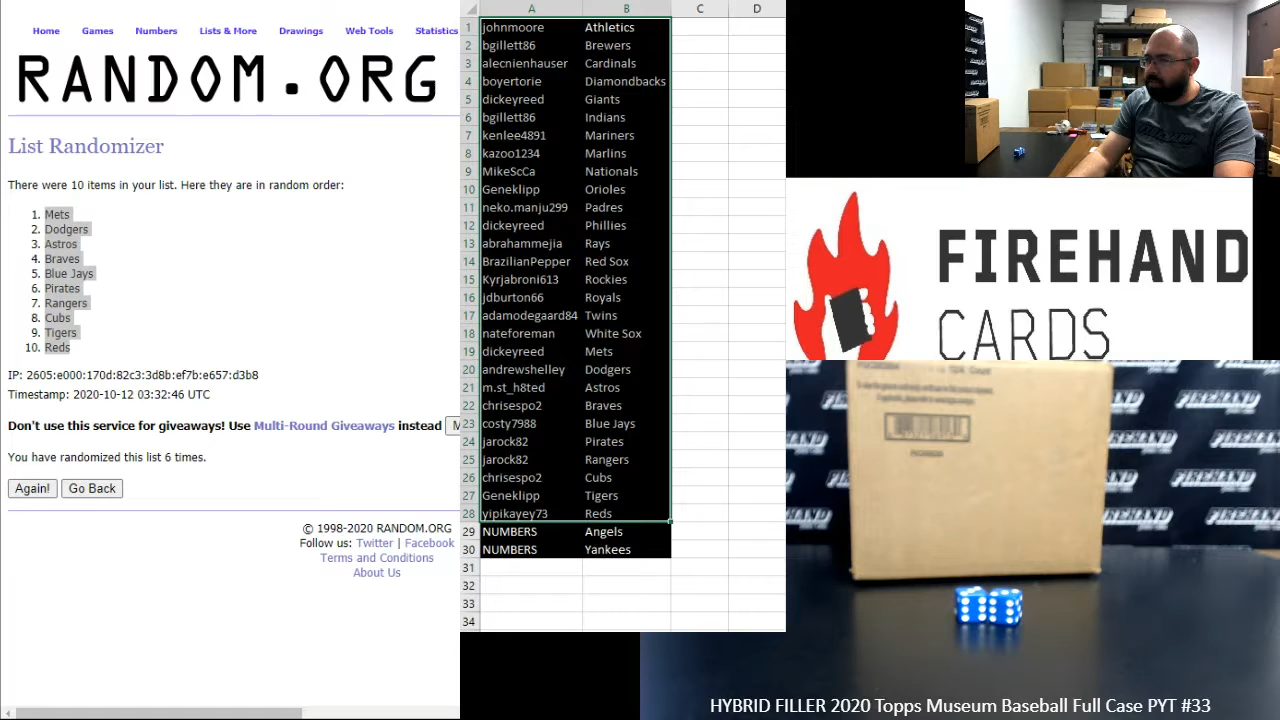 Home Games Numbers Lists & More Drawings Web Tools Statistics
RANDOM.ORG
List Randomizer
There were 10 items in your list. Here they are in random order:
1. Mets
2. Dodgers
3. Astros
4. Braves
5. Blue Jays
6. Pirates
7. Rangers
8. Cubs
9. Tigers
10. Reds
Timestamp: 2020-10-12 03:32:46 UTC
Don't use this service for giveaways! Use Multi-Round Giveaways instead
You have randomized this list 6 times.
Again! Go Back
© 1998-2020 RANDOM.ORG
Follow us: Twitter | Facebook
Terms and Conditions
About Us
A B C D
1 johnmoore Athletics
2 bgillett86 Brewers
3 alecnienhauser Cardinals
4 boyertorie Diamondbacks
5 dickeyreed Giants
6 bgillett86 Indians
7 kenlee4891 Mariners
8 kazoo1234 Marlins
9 MikeScCa Nationals
10 Geneklipp Orioles
11 neko.manju299 Padres
12 dickeyreed Phillies
13 abrahammejia Rays
14 BrazilianPepper Red Sox
15 Kyrjabroni613 Rockies
16 jdburton66 Royals
17 adamodegaard84 Twins
18 nateforeman White Sox
19 dickeyreed Mets
20 andrewshelley Dodgers
21 m.st_h8ted Astros
22 chrisespo2 Braves
23 costy7988 Blue Jays
24 jarock82 Pirates
25 jarock82 Rangers
26 chrisespo2 Cubs
27 Geneklipp Tigers
28 yipikayey73 Reds
29 NUMBERS Angels
30 NUMBERS Yankees
31
32
33
34
FIREHAND
CARDS
FIREHAND
HYBRID FILLER 2020 Topps Museum Baseball Full Case PYT #33